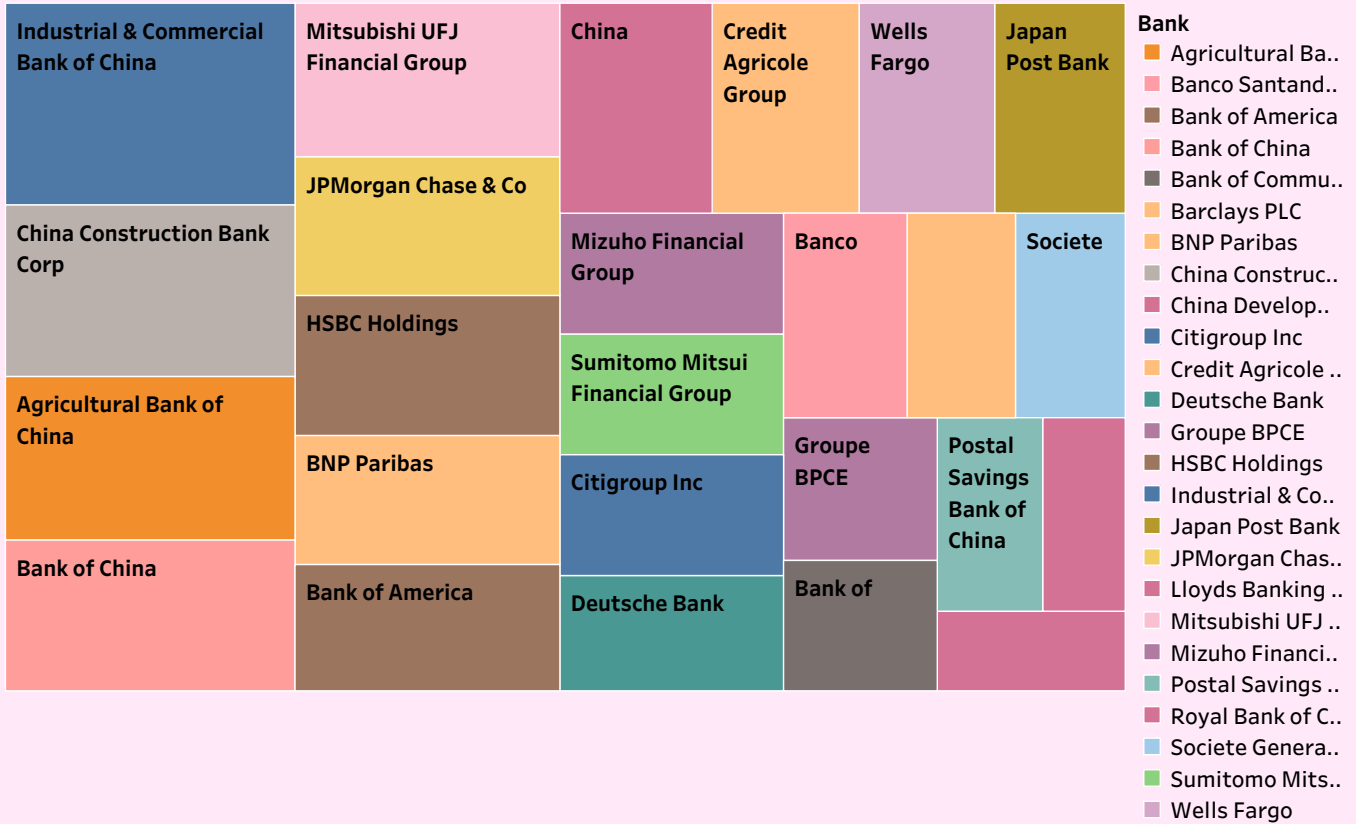 Industrial & Commercial
Bank of China
China Construction Bank
Corp
Agricultural Bank of
China
Bank of China
Mitsubishi UFJ
Financial Group
JPMorgan Chase & Co
HSBC Holdings
BNP Paribas
Bank of America
China
Credit
Agricole
Group
Wells
Fargo
Japan
Post Bank
Mizuho Financial
Group
Sumitomo Mitsui
Financial Group
Citigroup Inc
Deutsche Bank
Banco
Societe
Groupe
BPCE
Postal
Savings
Bank of
China
Bank of
Bank
Agricultural Ba..
Banco Santand..
Bank of America
Bank of China
Bank of Commu..
Barclays PLC
BNP Paribas
China Construc..
China Develop..
Citigroup Inc
Credit Agricole ..
Deutsche Bank
Groupe BPCE
HSBC Holdings
Industrial & Co..
Japan Post Bank
JPMorgan Chas..
Lloyds Banking ..
Mitsubishi UFJ ..
Mizuho Financi..
Postal Savings ..
Royal Bank of C..
Societe Genera..
Sumitomo Mits..
Wells Fargo